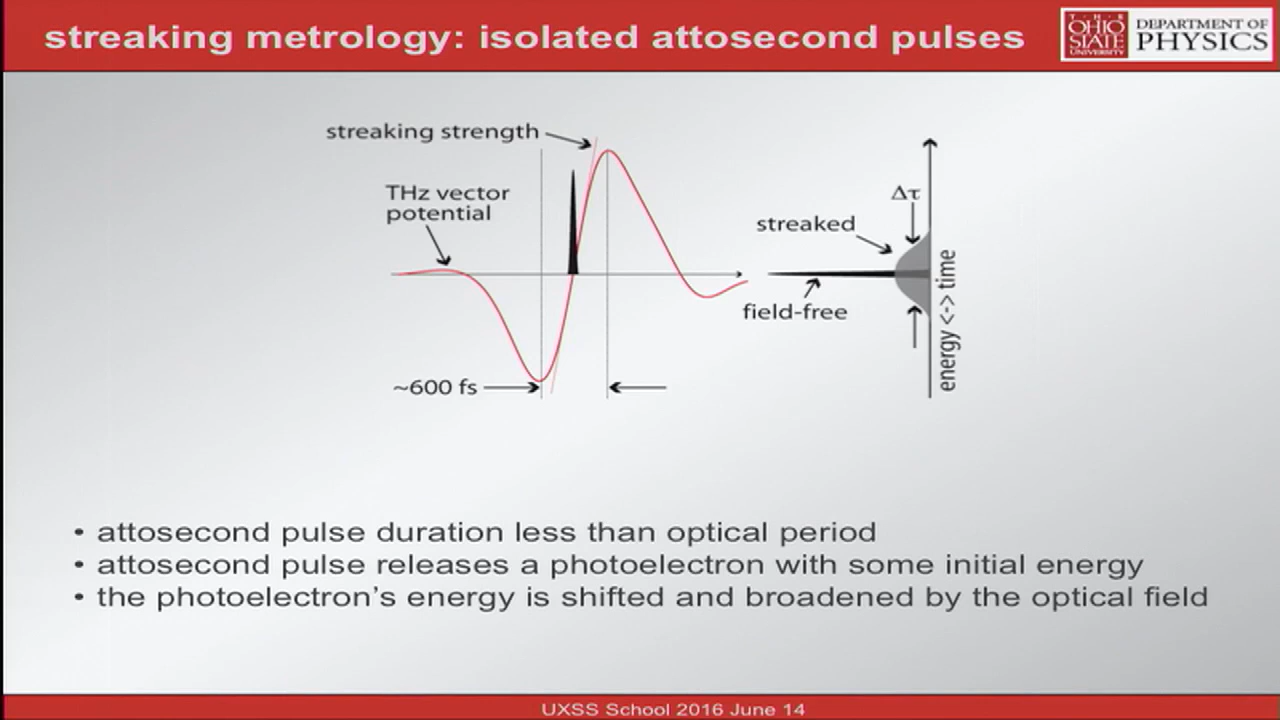 streaking metrology: isolated attosecond pulses
THE
OHIO
STATE
UNIVERSITY
DEPARTMENT OF
PHYSICS
streaking strength
THz vector
potential
~600 fs
Δτ
streaked
field-free
energy <-> time
• attosecond pulse duration less than optical period
• attosecond pulse releases a photoelectron with some initial energy
• the photoelectron's energy is shifted and broadened by the optical field
UXSS School 2016 June 14